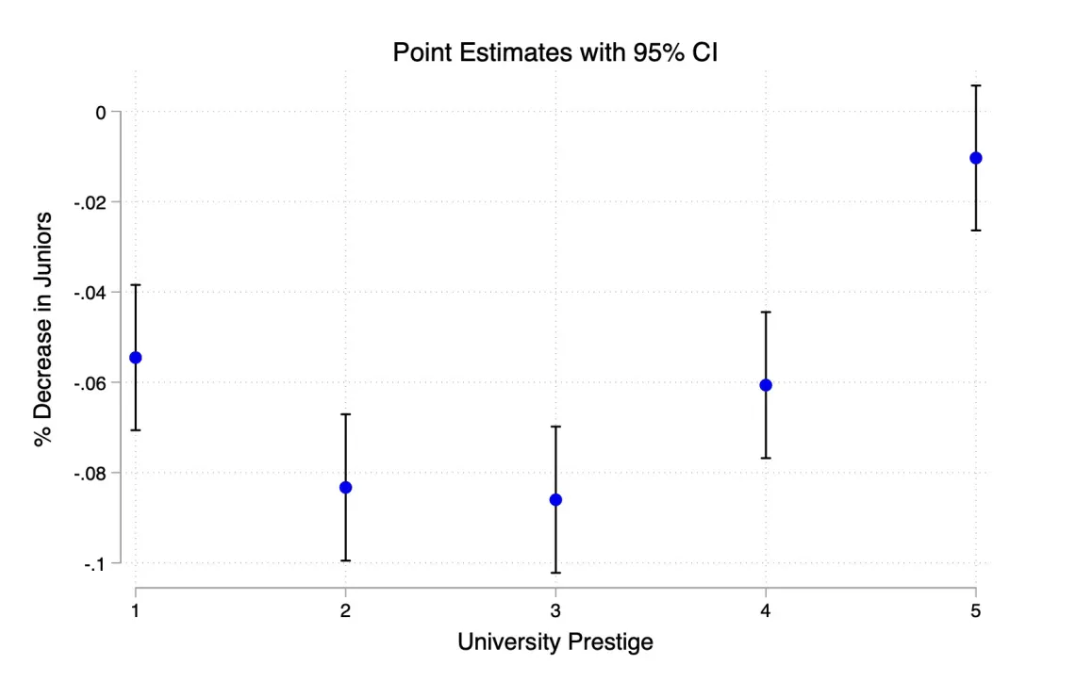 Point Estimates with 95% CI
% Decrease in Juniors
0
-.02
-.04
-.06
-.08
-.1
1 2 3 4 5
University Prestige